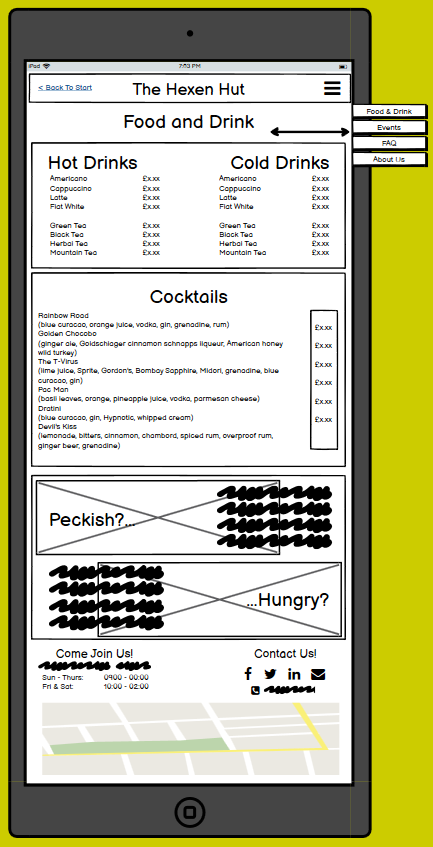 iPad
7:53 PM
< Back To Start
The Hexen Hut
Food and Drink
Food & Drink
Events
FAQ
About Us
Hot Drinks
Americano £x.xx
Cappuccino £x.xx
Latte £x.xx
Flat White £x.xx
Green Tea £x.xx
Black Tea £x.xx
Herbal Tea £x.xx
Mountain Tea £x.xx
Cold Drinks
Americano £x.xx
Cappuccino £x.xx
Latte £x.xx
Flat White £x.xx
Green Tea £x.xx
Black Tea £x.xx
Herbal Tea £x.xx
Mountain Tea £x.xx
Cocktails
Rainbow Road
(blue curacao, orange juice, vodka, gin, grenadine, rum)
Golden Chocobo
(ginger ale, Goldschlager cinnamon schnapps liqueur, American honey
wild turkey)
The T-Virus
(lime juice, Sprite, Gordon's, Bombay Sapphire, Midori, grenadine, blue
curacao, gin)
Pac Man
(basil leaves, orange, pineapple juice, vodka, parmesan cheese)
Dratini
(blue curacao, gin, Hypnotic, whipped cream)
Devil's Kiss
(lemonade, bitters, cinnamon, chambord, spiced rum, overproof rum,
ginger beer, grenadine)
£x.xx
£x.xx
£x.xx
£x.xx
£x.xx
£x.xx
Peckish?...
...Hungry?
Come Join Us!
Sun - Thurs: 09:00 - 00:00
Fri & Sat: 10:00 - 02:00
Contact Us!